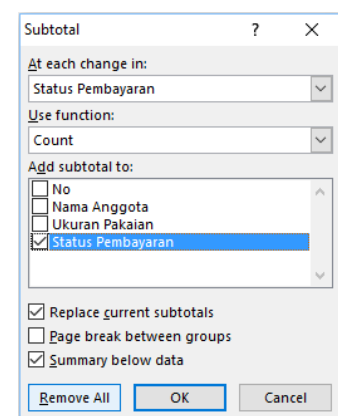 Subtotal ? ×
At each change in:
Status Pembayaran
Use function:
Count
Add subtotal to:
No
Nama Anggota
Ukuran Pakaian
Status Pembayaran
Replace current subtotals
Page break between groups
Summary below data
Remove All OK Cancel